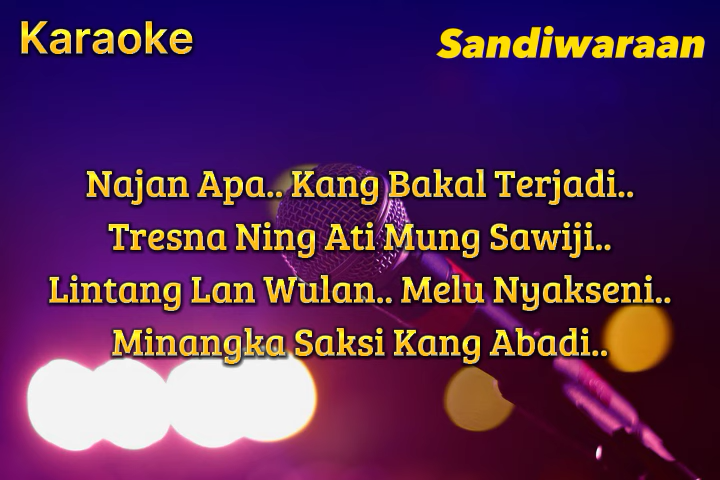 Karaoke
Sandiwaraan
Najan Apa.. Kang Bakal Terjadi..
Tresna Ning Ati Mung Sawiji..
Lintang Lan Wulan.. Melu Nyakseni..
Minangka Saksi Kang Abadi..